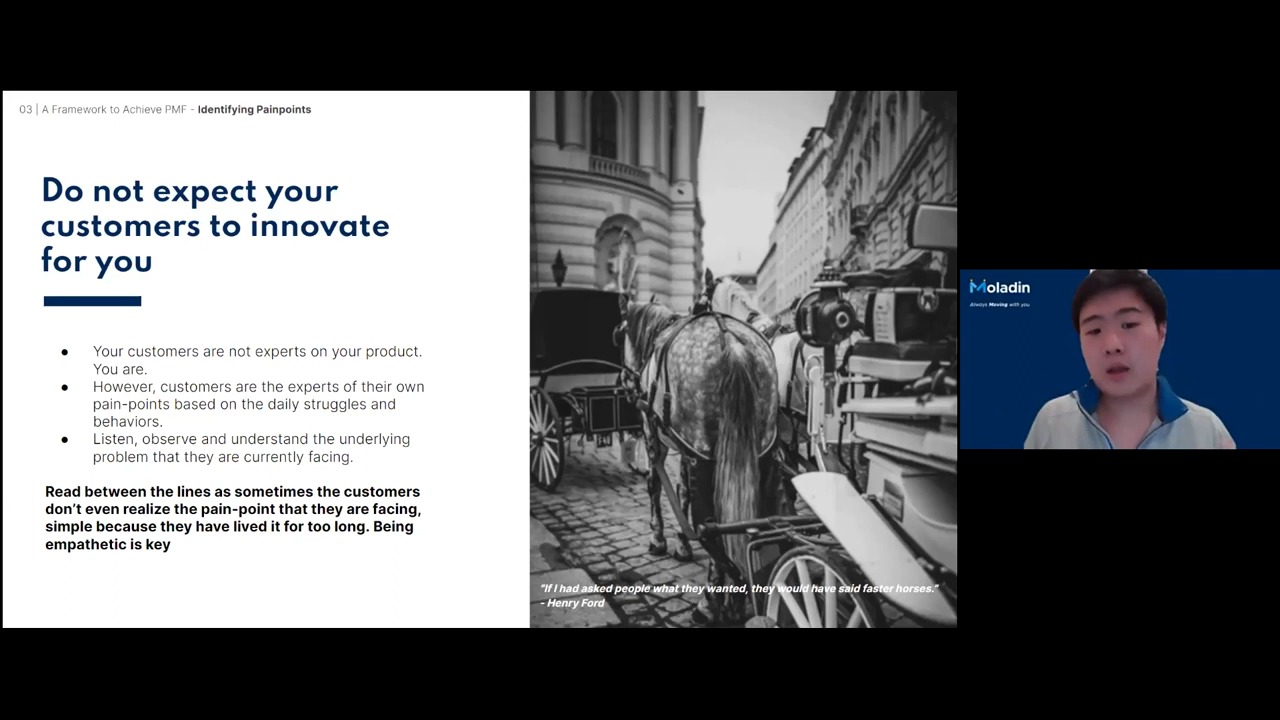 03 | A Framework to Achieve PMF - Identifying Painpoints
Do not expect your
customers to innovate
for you
● Your customers are not experts on your product.
You are.
● However, customers are the experts of their own
pain-points based on the daily struggles and
behaviors.
● Listen, observe and understand the underlying
problem that they are currently facing.
Read between the lines as sometimes the customers
don't even realize the pain-point that they are facing,
simple because they have lived it for too long. Being
empathetic is key
"If I had asked people what they wanted, they would have said faster horses."
- Henry Ford
Moladin
Always Moving with you